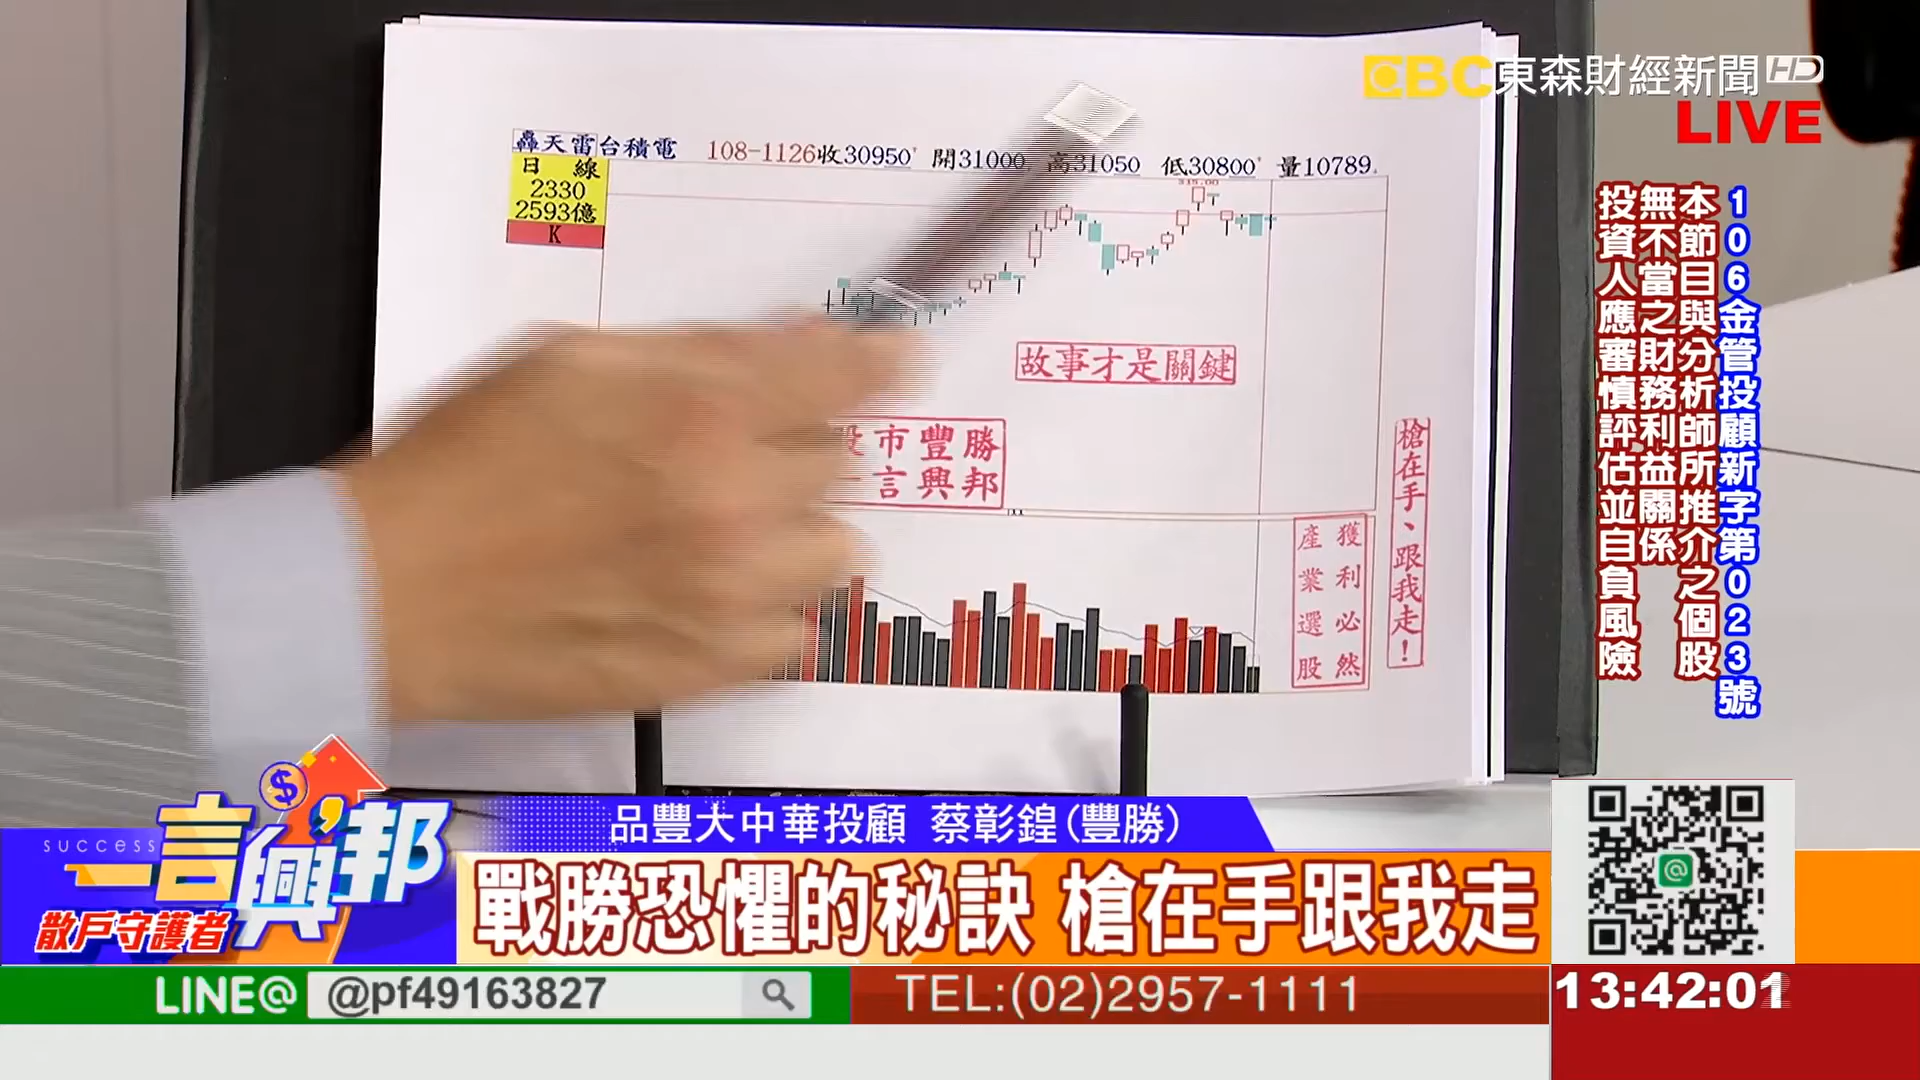 EBC東森財經新聞HD
LIVE
轟天雷台積電 108-1126收30950 開31000 高31050 低30800 量10789
日 線
2330
2593億
K
315.00
故事才是關鍵
市豐勝
言興邦
槍在手、跟我走!
獲利必然
產業選股
106金管投顧新字第023號
本節目與分析師所推介之個股
無不當之財務利益關係
投資人應審慎評估並自負風險
success
一言興邦
散戶守護者
品豐大中華投顧 蔡彰鍠(豐勝)
戰勝恐懼的秘訣 槍在手跟我走
LINE@ @pf49163827
TEL:(02)2957-1111
13:42:01